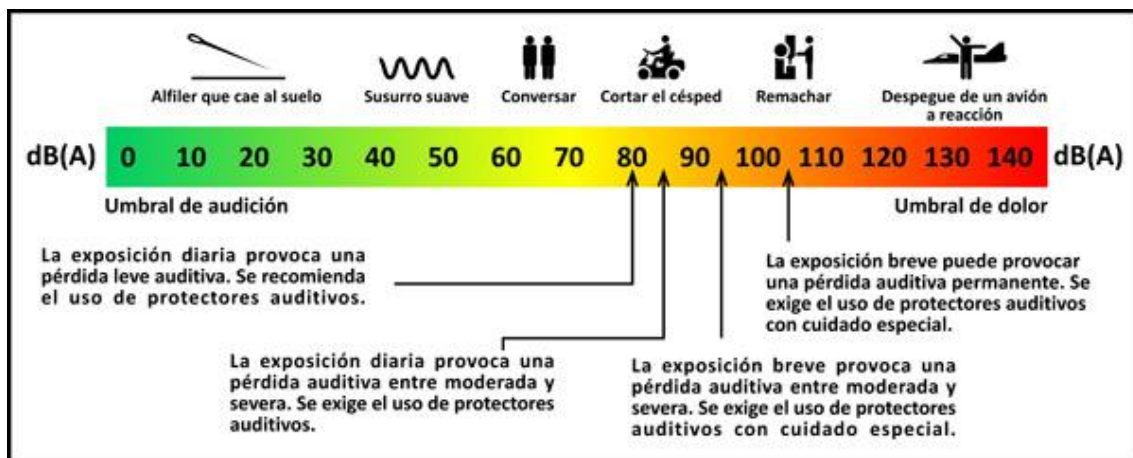 Alfiler que cae al suelo
Susurro suave
Conversar
Cortar el césped
Remachar
Despegue de un avión
a reacción
dB(A) 0 10 20 30 40 50 60 70 80 90 100 110 120 130 140 dB(A)
Umbral de audición
Umbral de dolor
La exposición diaria provoca una
pérdida leve auditiva. Se recomienda
el uso de protectores auditivos.
La exposición diaria provoca una
pérdida auditiva entre moderada y
severa. Se exige el uso de protectores
auditivos.
La exposición breve provoca una
pérdida auditiva entre moderada y
severa. Se exige el uso de protectores
auditivos con cuidado especial.
La exposición breve puede provocar
una pérdida auditiva permanente. Se
exige el uso de protectores auditivos
con cuidado especial.